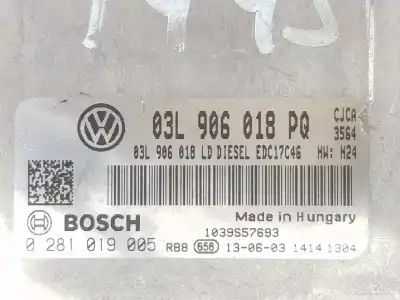 03L 906 018 PQ
CJCA
3564
03L 906 018 LD DIESEL EDC17C46 HW: H24
Made in Hungary
BOSCH
1039S57693
0 281 019 005 RB8 658 13-06-03 1414 1304